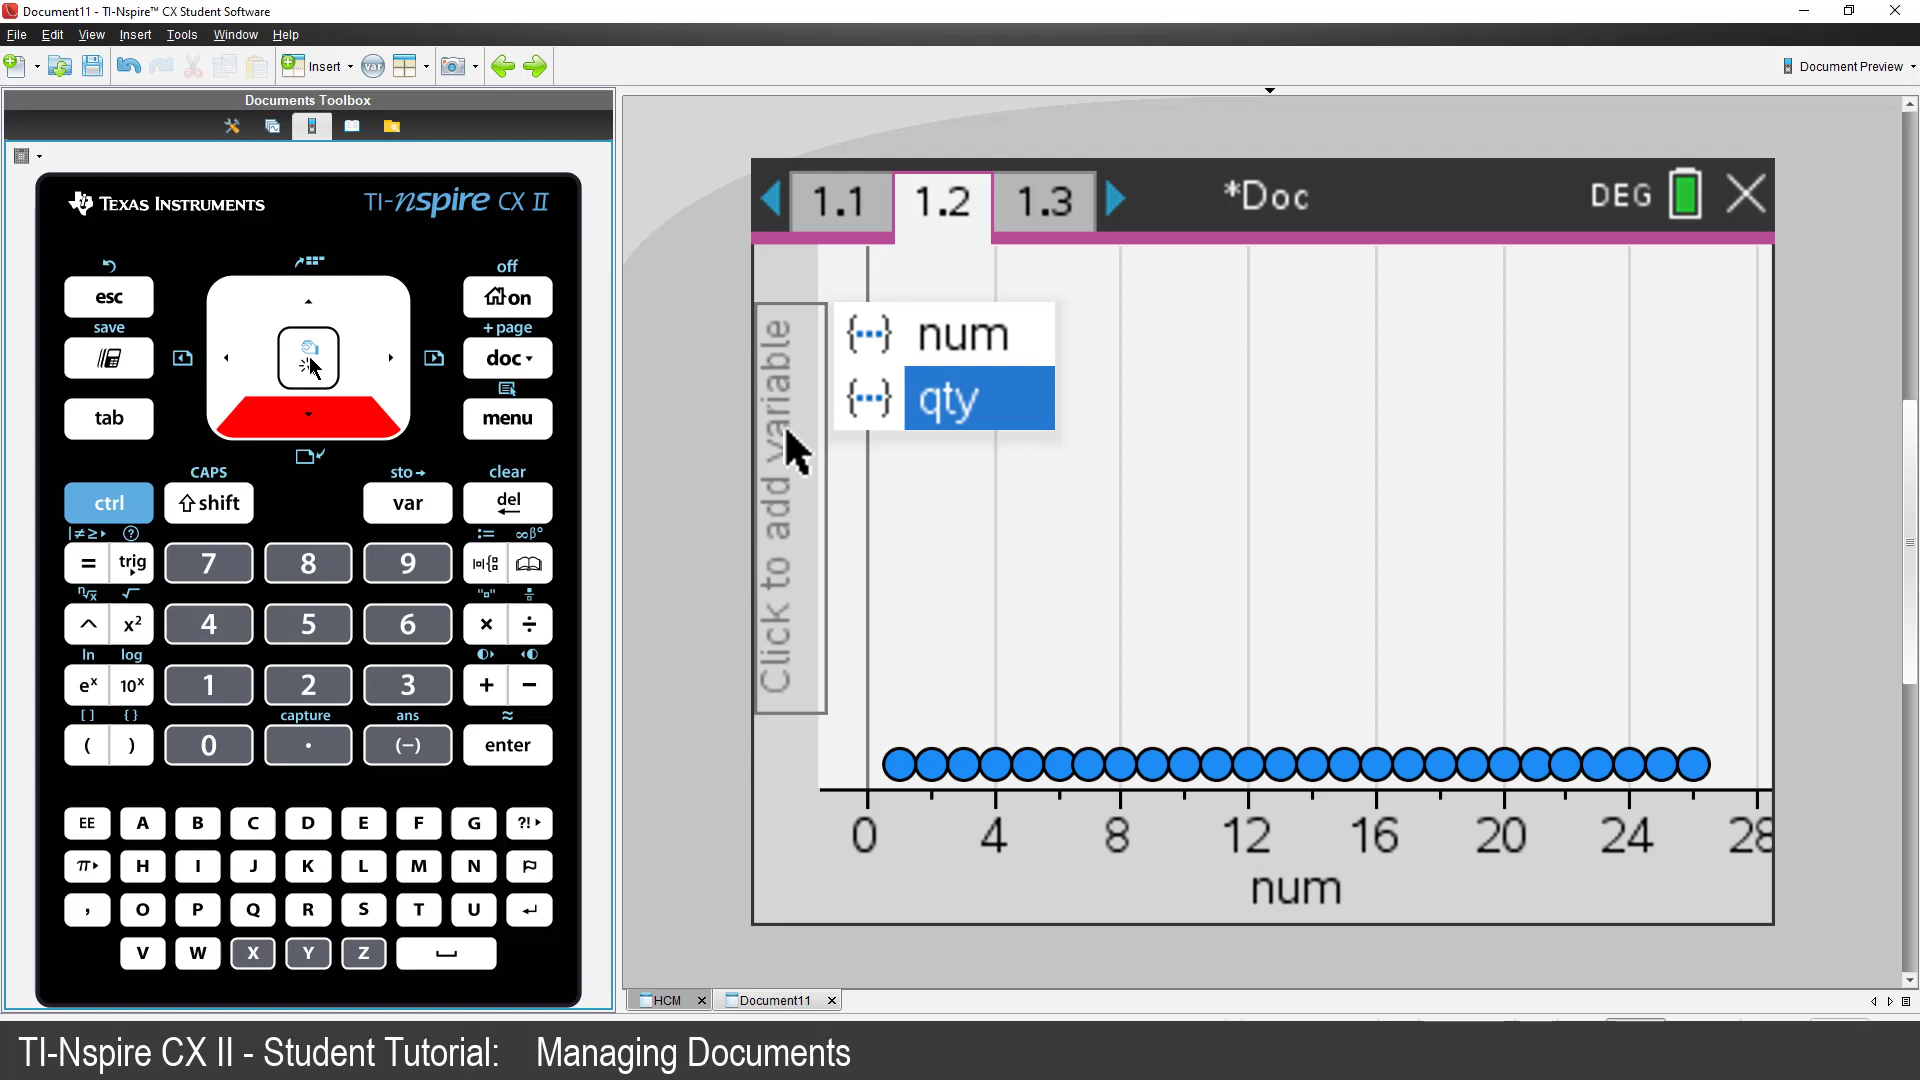 Document11 - TI-Nspire™ CX Student Software
File Edit View Insert Tools Window Help
Insert var Document Preview
Documents Toolbox
TEXAS INSTRUMENTS TI-nspire CX II
off
esc on
save + page
doc
tab menu
CAPS sto→ clear
ctrl shift var del
|≠≥▸ ? := ∞β°
= trig 7 8 9
ⁿ√x √ "▫"
^ x² 4 5 6 × ÷
ln log
eˣ 10ˣ 1 2 3 + −
[ ] { } capture ans ≈
( ) 0 . (−) enter
EE A B C D E F G ?!▸
π▸ H I J K L M N
, O P Q R S T U
V W X Y Z
1.1 1.2 1.3 *Doc DEG
Click to add variable
num
qty
0 4 8 12 16 20 24 28
num
HCM Document11
TI-Nspire CX II - Student Tutorial: Managing Documents